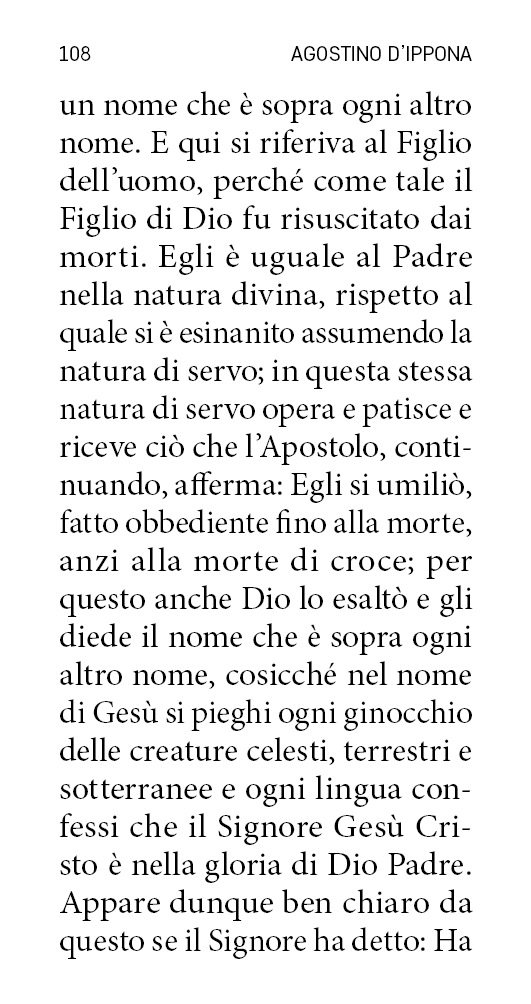 108 AGOSTINO D'IPPONA
un nome che è sopra ogni altro
nome. E qui si riferiva al Figlio
dell’uomo, perché come tale il
Figlio di Dio fu risuscitato dai
morti. Egli è uguale al Padre
nella natura divina, rispetto al
quale si è esinanito assumendo la
natura di servo; in questa stessa
natura di servo opera e patisce e
riceve ciò che l’Apostolo, conti-
nuando, afferma: Egli si umiliò,
fatto obbediente fino alla morte,
anzi alla morte di croce; per
questo anche Dio lo esaltò e gli
diede il nome che è sopra ogni
altro nome, cosicché nel nome
di Gesù si pieghi ogni ginocchio
delle creature celesti, terrestri e
sotterranee e ogni lingua con-
fessi che il Signore Gesù Cri-
sto è nella gloria di Dio Padre.
Appare dunque ben chiaro da
questo se il Signore ha detto: Ha